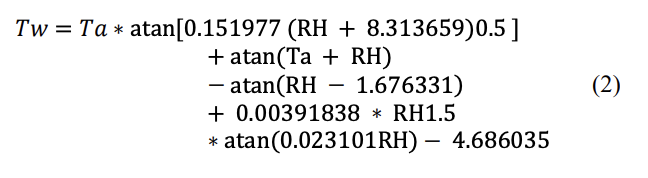 Tw = Ta ∗ atan[0.151977 (RH + 8.313659)0.5 ]
+ atan(Ta + RH)
− atan(RH − 1.676331) (2)
+ 0.00391838 ∗ RH1.5
∗ atan(0.023101RH) − 4.686035